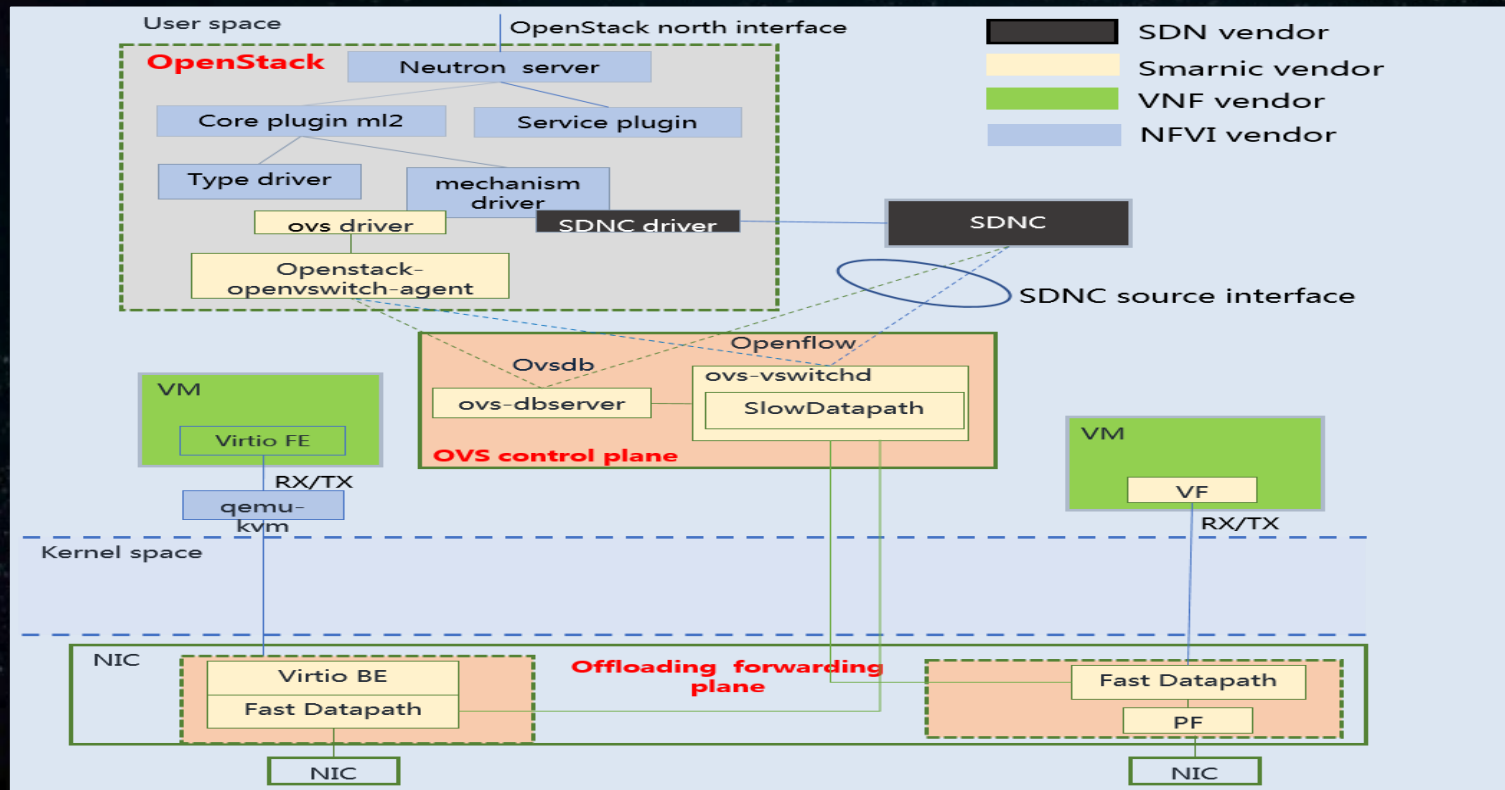 User space
OpenStack north interface
OpenStack
Neutron server
Core plugin ml2
Service plugin
Type driver
mechanism
driver
ovs driver
SDNC driver
Openstack-
openvswitch-agent
SDN vendor
Smarnic vendor
VNF vendor
NFVI vendor
SDNC
SDNC source interface
Openflow
Ovsdb
ovs-vswitchd
ovs-dbserver
SlowDatapath
OVS control plane
VM
Virtio FE
RX/TX
qemu-
kvm
VM
VF
RX/TX
Kernel space
NIC
Virtio BE
Fast Datapath
Offloading forwarding
plane
Fast Datapath
PF
NIC
NIC